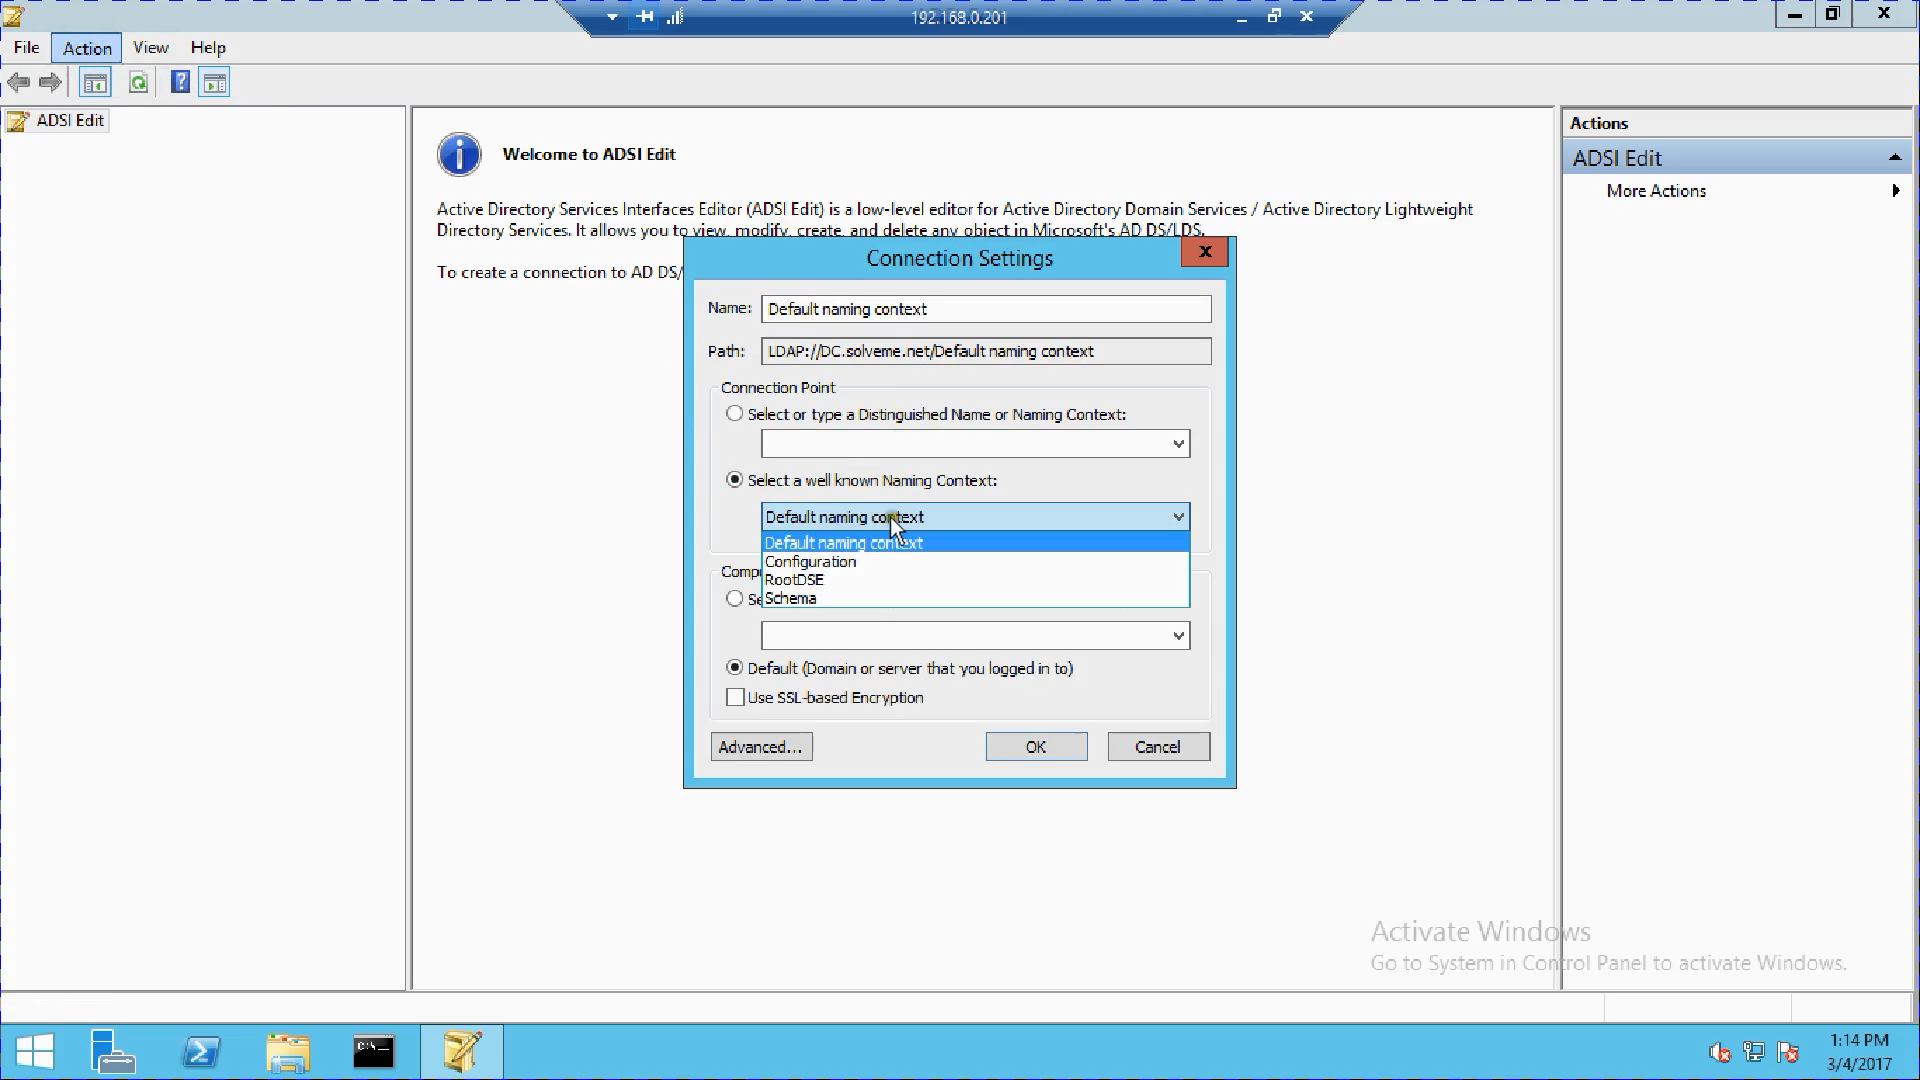 192.168.0.201
File Action View Help
ADSI Edit
Welcome to ADSI Edit
Active Directory Services Interfaces Editor (ADSI Edit) is a low-level editor for Active Directory Domain Services / Active Directory Lightweight
Directory Services. It allows you to view, modify, create, and delete any object in Microsoft's AD DS/LDS.
To create a connection to AD DS/
Connection Settings
Name: Default naming context
Path: LDAP://DC.solveme.net/Default naming context
Connection Point
Select or type a Distinguished Name or Naming Context:
Select a well known Naming Context:
Default naming context
Default naming context
Configuration
RootDSE
Schema
Default (Domain or server that you logged in to)
Use SSL-based Encryption
Advanced...
OK
Cancel
Actions
ADSI Edit
More Actions
Activate Windows
Go to System in Control Panel to activate Windows.
C:\_
1:14 PM
3/4/2017